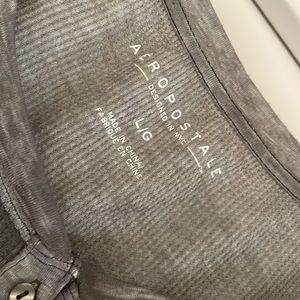 AEROPOSTALE
DESIGNED IN NYC
L/G
MADE IN CHINA/
FABRIQUÉ EN CHINE